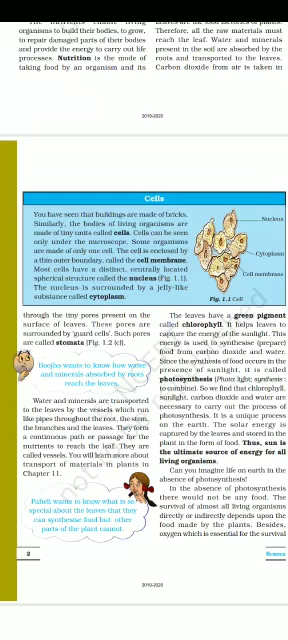 The nutrients enable living
organisms to build their bodies, to grow,
to repair damaged parts of their bodies
and provide the energy to carry out life
processes. Nutrition is the mode of
taking food by an organism and its
Leaves are the food factories of plants.
Therefore, all the raw materials must
reach the leaf. Water and minerals
present in the soil are absorbed by the
roots and transported to the leaves.
Carbon dioxide from air is taken in
2019-2020
Cells
You have seen that buildings are made of bricks.
Similarly, the bodies of living organisms are
made of tiny units called cells. Cells can be seen
only under the microscope. Some organisms
are made of only one cell. The cell is enclosed by
a thin outer boundary, called the cell membrane.
Most cells have a distinct, centrally located
spherical structure called the nucleus (Fig. 1.1).
The nucleus is surrounded by a jelly-like
substance called cytoplasm.
Nucleus
Cytoplasm
Cell membrane
Fig. 1.1 Cell
through the tiny pores present on the
surface of leaves. These pores are
surrounded by 'guard cells'. Such pores
are called stomata [Fig. 1.2 (c)].
Boojho wants to know how water
and minerals absorbed by roots
reach the leaves.
Water and minerals are transported
to the leaves by the vessels which run
like pipes throughout the root, the stem,
the branches and the leaves. They form
a continuous path or passage for the
nutrients to reach the leaf. They are
called vessels. You will learn more about
transport of materials in plants in
Chapter 11.
Paheli wants to know what is so
special about the leaves that they
can synthesise food but other
parts of the plant cannot.
The leaves have a green pigment
called chlorophyll. It helps leaves to
capture the energy of the sunlight. This
energy is used to synthesise (prepare)
food from carbon dioxide and water.
Since the synthesis of food occurs in the
presence of sunlight, it is called
photosynthesis (Photo: light; synthesis :
to combine). So we find that chlorophyll,
sunlight, carbon dioxide and water are
necessary to carry out the process of
photosynthesis. It is a unique process
on the earth. The solar energy is
captured by the leaves and stored in the
plant in the form of food. Thus, sun is
the ultimate source of energy for all
living organisms.
Can you imagine life on earth in the
absence of photosynthesis!
In the absence of photosynthesis
there would not be any food. The
survival of almost all living organisms
directly or indirectly depends upon the
food made by the plants. Besides,
oxygen which is essential for the survival
2
Science
2019-2020